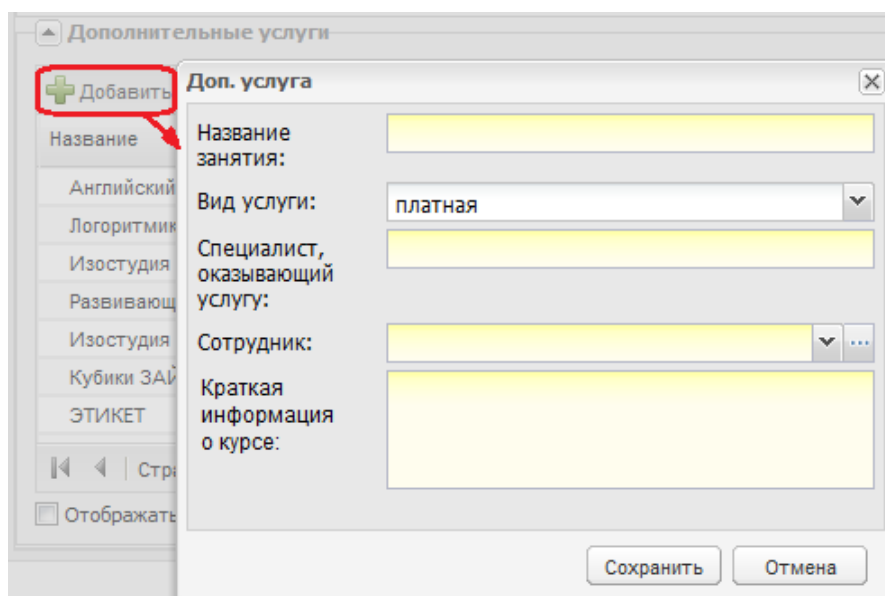 Дополнительные услуги
Добавить
Название
Английский
Логоритмик
Изостудия
Развивающ
Изостудия
Кубики ЗАЙ
ЭТИКЕТ
Стра
Отображать
Доп. услуга
Название
занятия:
Вид услуги:
платная
Специалист,
оказывающий
услугу:
Сотрудник:
Краткая
информация
о курсе:
Сохранить
Отмена